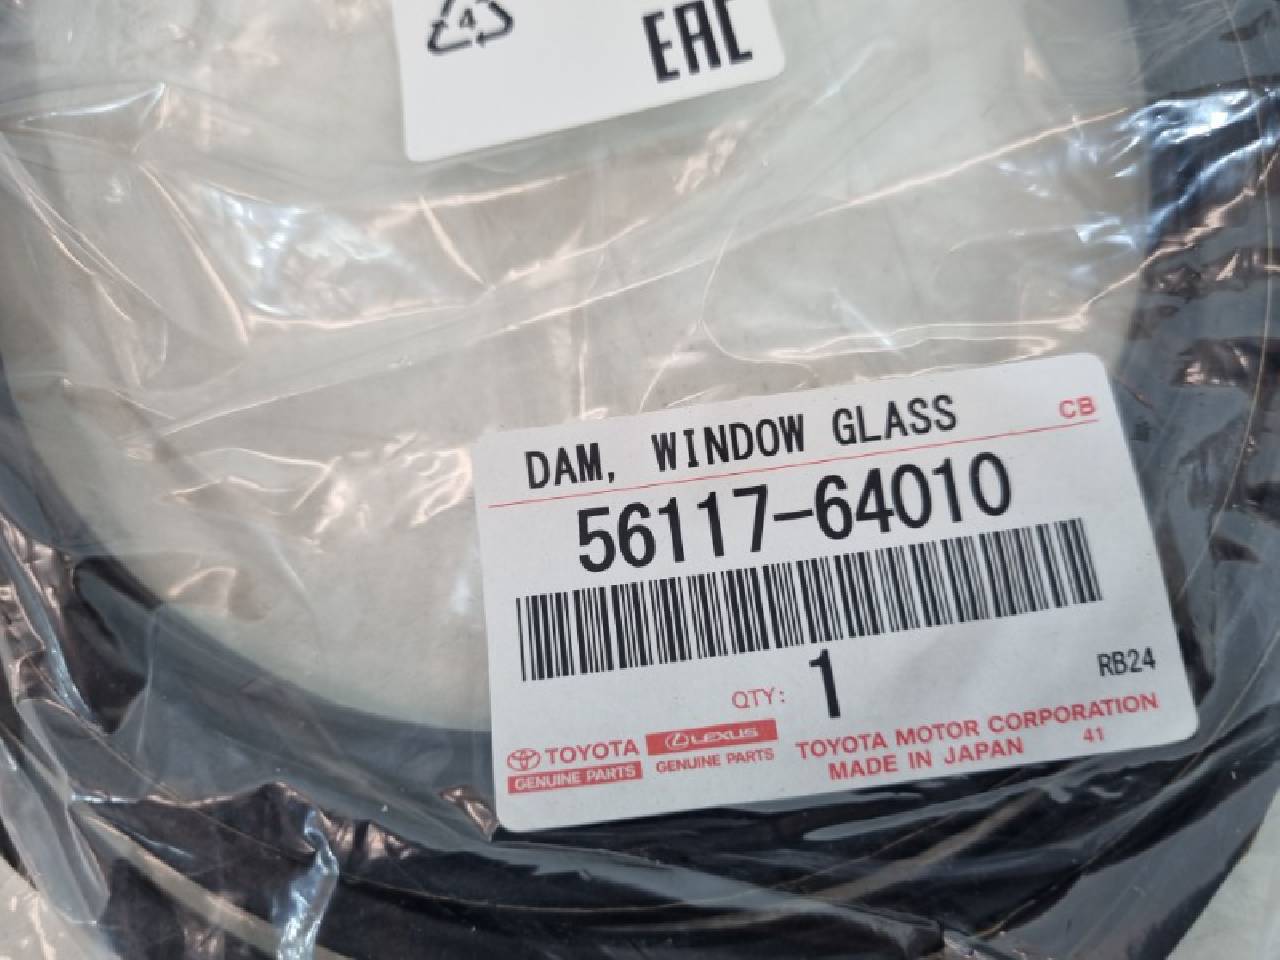 4
EAC
DAM, WINDOW GLASS
CB
56117-64010
QTY: 1
RB24
TOYOTA
GENUINE PARTS
LEXUS
GENUINE PARTS
TOYOTA MOTOR CORPORATION
MADE IN JAPAN 41